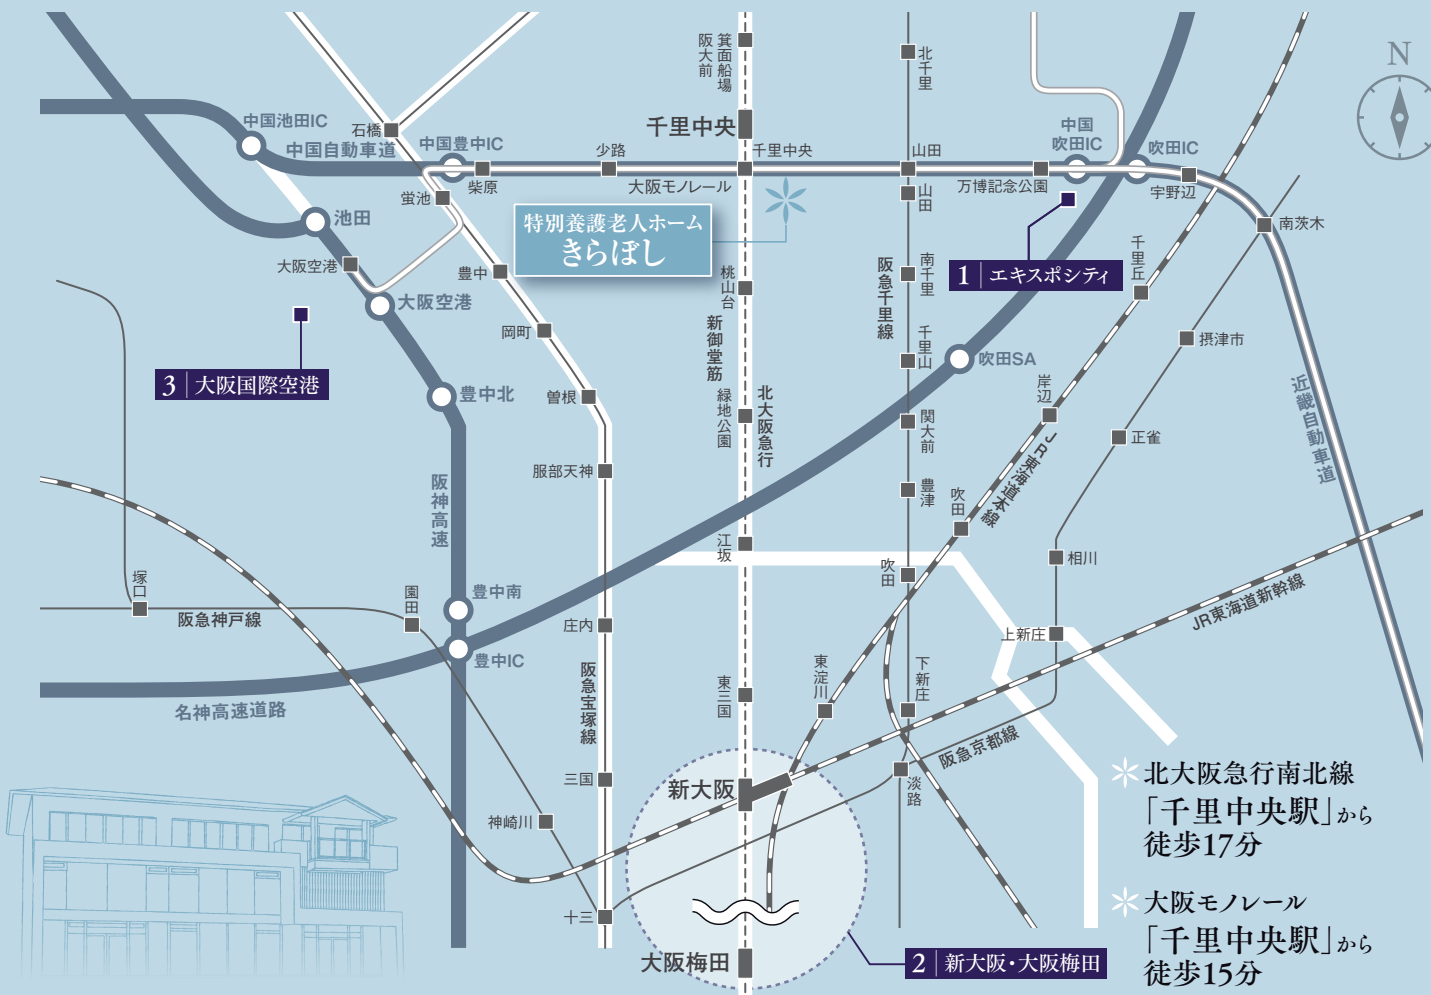 箕面船場
阪大前
北千里
N
中国池田IC
石橋
千里中央
中国
吹田IC
中国自動車道
中国豊中IC
少路
千里中央
山田
吹田IC
柴原
大阪モノレール
万博記念公園
宇野辺
蛍池
山田
池田
特別養護老人ホーム
きらぼし
南茨木
大阪空港
豊中
桃山台
阪急千里線
南千里
1 エキスポシティ
千里丘
大阪空港
岡町
新御堂筋
千里山
摂津市
吹田SA
3 大阪国際空港
豊中北
曽根
緑地公園
北大阪急行
関大前
岸辺
正雀
近畿自動車道
JR東海道本線
服部天神
阪神高速
豊津
吹田
江坂
吹田
相川
塚口
園田
豊中南
阪急神戸線
庄内
上新庄
JR東海道新幹線
豊中IC
阪急宝塚線
東三国
東淀川
下新庄
名神高速道路
阪急京都線
三国
新大阪
淡路
神崎川
十三
大阪梅田
2 新大阪・大阪梅田
北大阪急行南北線
「千里中央駅」から
徒歩17分
大阪モノレール
「千里中央駅」から
徒歩15分